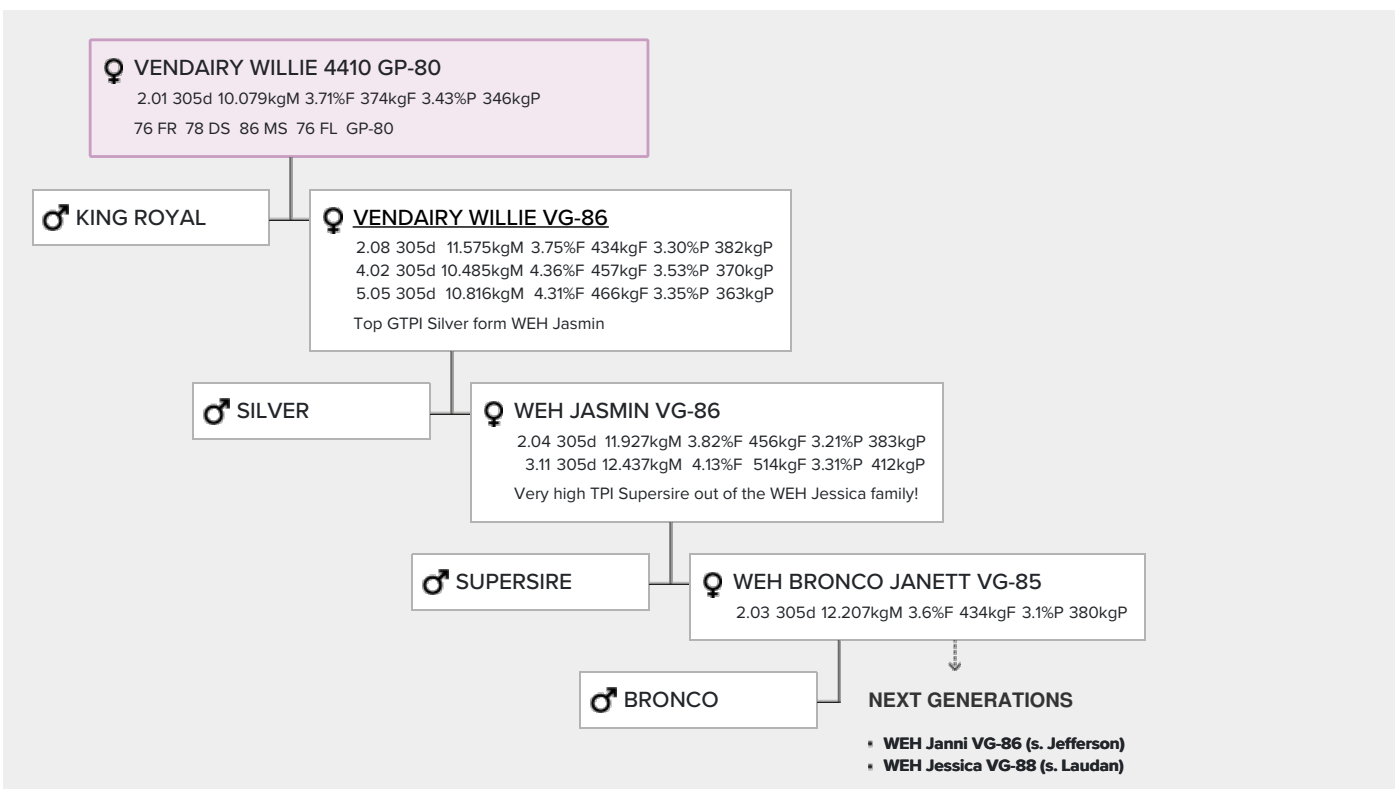 VENDAIRY WILLIE 4410 GP-80
2.01 305d 10.079kgM 3.71%F 374kgF 3.43%P 346kgP
76 FR 78 DS 86 MS 76 FL GP-80
KING ROYAL
VENDAIRY WILLIE VG-86
2.08 305d 11.575kgM 3.75%F 434kgF 3.30%P 382kgP
4.02 305d 10.485kgM 4.36%F 457kgF 3.53%P 370kgP
5.05 305d 10.816kgM 4.31%F 466kgF 3.35%P 363kgP
Top GTPI Silver form WEH Jasmin
SILVER
WEH JASMIN VG-86
2.04 305d 11.927kgM 3.82%F 456kgF 3.21%P 383kgP
3.11 305d 12.437kgM 4.13%F 514kgF 3.31%P 412kgP
Very high TPI Supersire out of the WEH Jessica family!
SUPERSIRE
WEH BRONCO JANETT VG-85
2.03 305d 12.207kgM 3.6%F 434kgF 3.1%P 380kgP
BRONCO
NEXT GENERATIONS
▪ WEH Janni VG-86 (s. Jefferson)
▪ WEH Jessica VG-88 (s. Laudan)